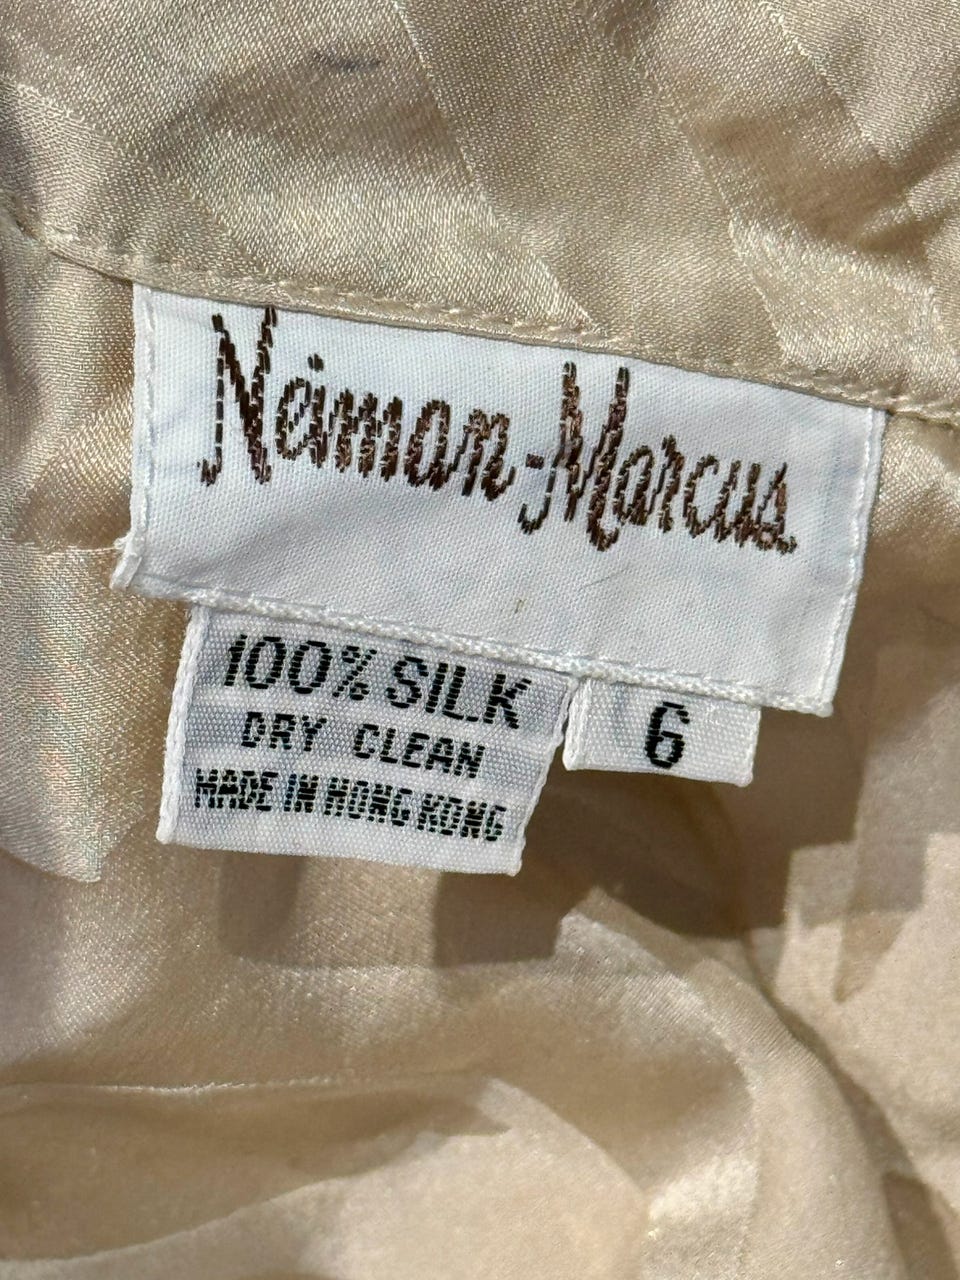 Neiman-Marcus
100% SILK
DRY CLEAN
MADE IN HONG KONG
6